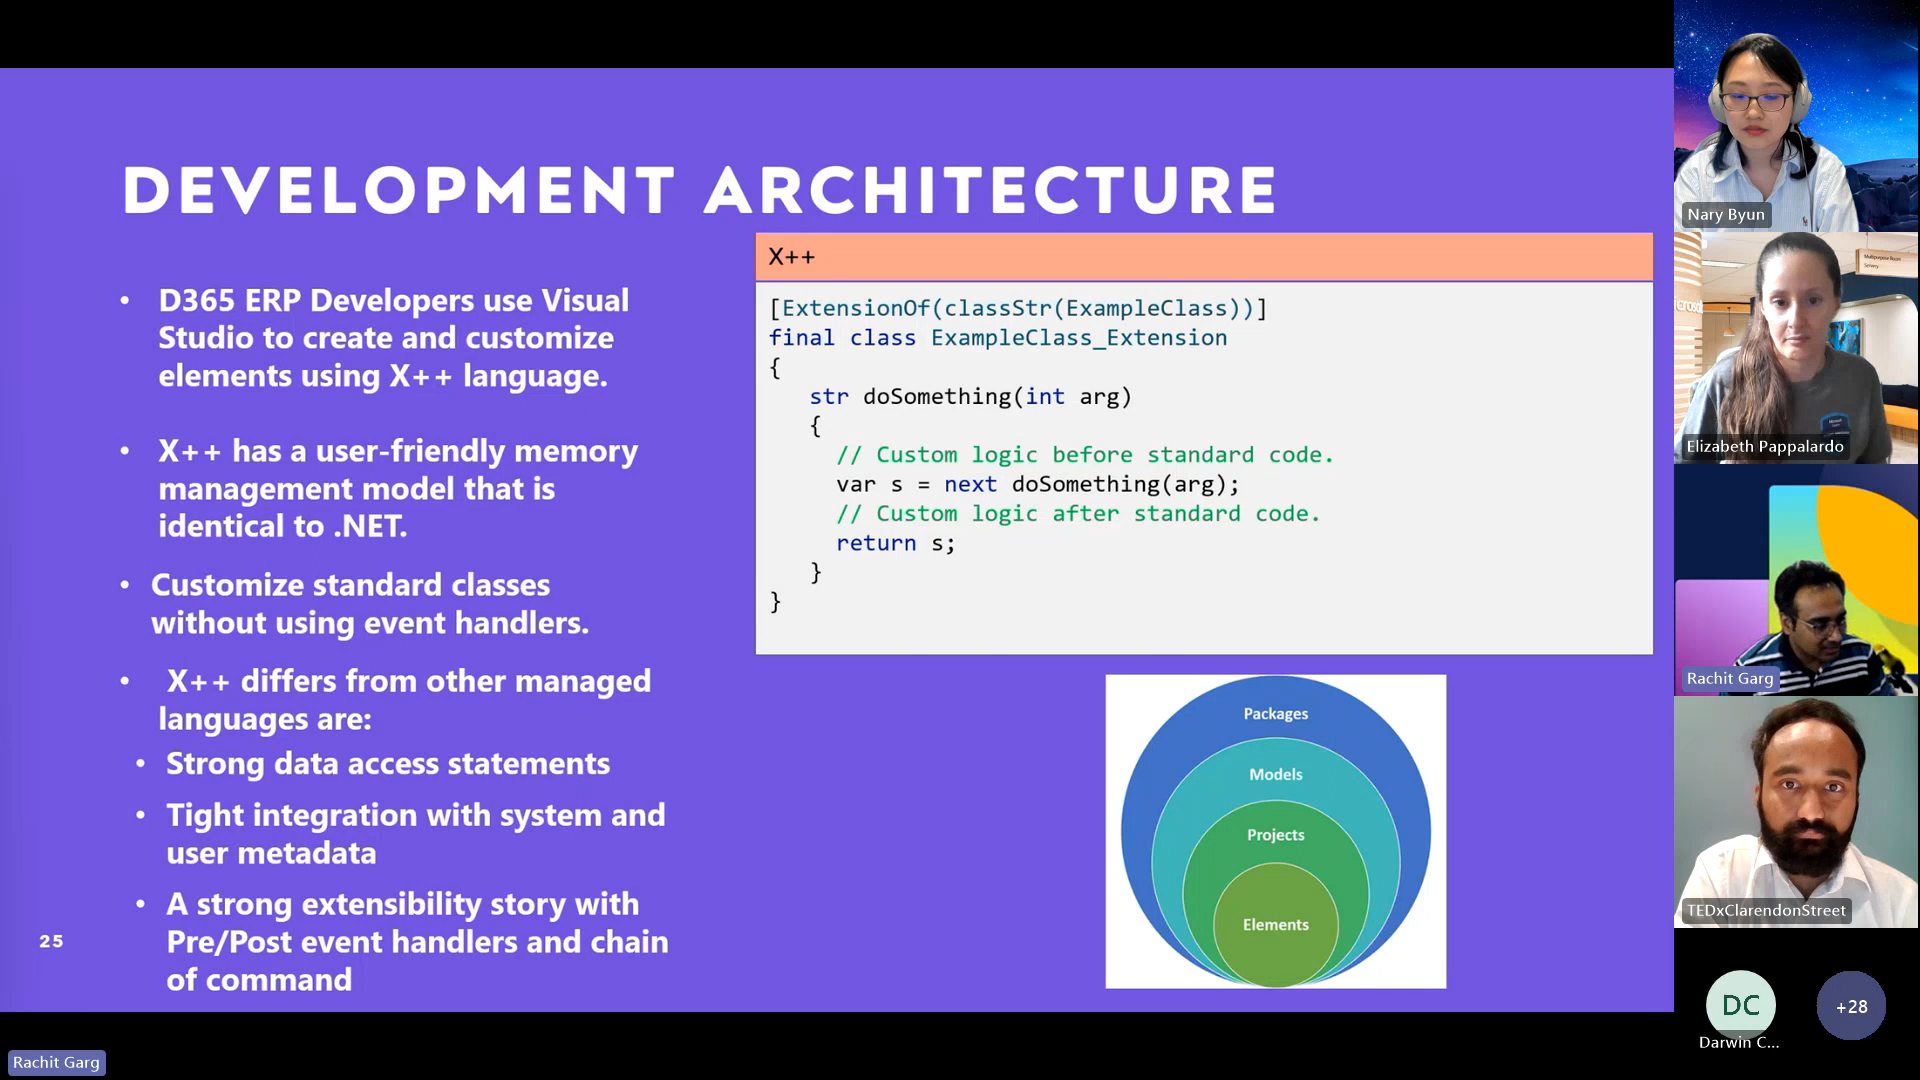 DEVELOPMENT ARCHITECTURE
• D365 ERP Developers use Visual
Studio to create and customize
elements using X++ language.
• X++ has a user-friendly memory
management model that is
identical to .NET.
• Customize standard classes
without using event handlers.
• X++ differs from other managed
languages are:
• Strong data access statements
• Tight integration with system and
user metadata
• A strong extensibility story with
Pre/Post event handlers and chain
of command
25
X++
[ExtensionOf(classStr(ExampleClass))]
final class ExampleClass_Extension
{
str doSomething(int arg)
{
// Custom logic before standard code.
var s = next doSomething(arg);
// Custom logic after standard code.
return s;
}
}
Packages
Models
Projects
Elements
Nary Byun
Multipurpose Room
Servery
Elizabeth Pappalardo
Rachit Garg
TEDxClarendonStreet
DC
Darwin C...
+28
Rachit Garg